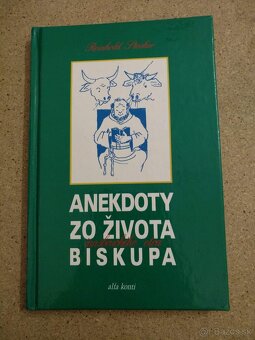 Reinhold Stecher
ANEKDOTY
ZO ŽIVOTA
BISKUPA
alfa konti